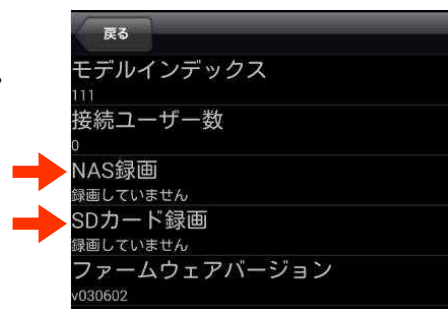 戻る
モデルインデックス
111
接続ユーザー数
0
NAS録画
録画していません
SDカード録画
録画していません
ファームウェアバージョン
v030602